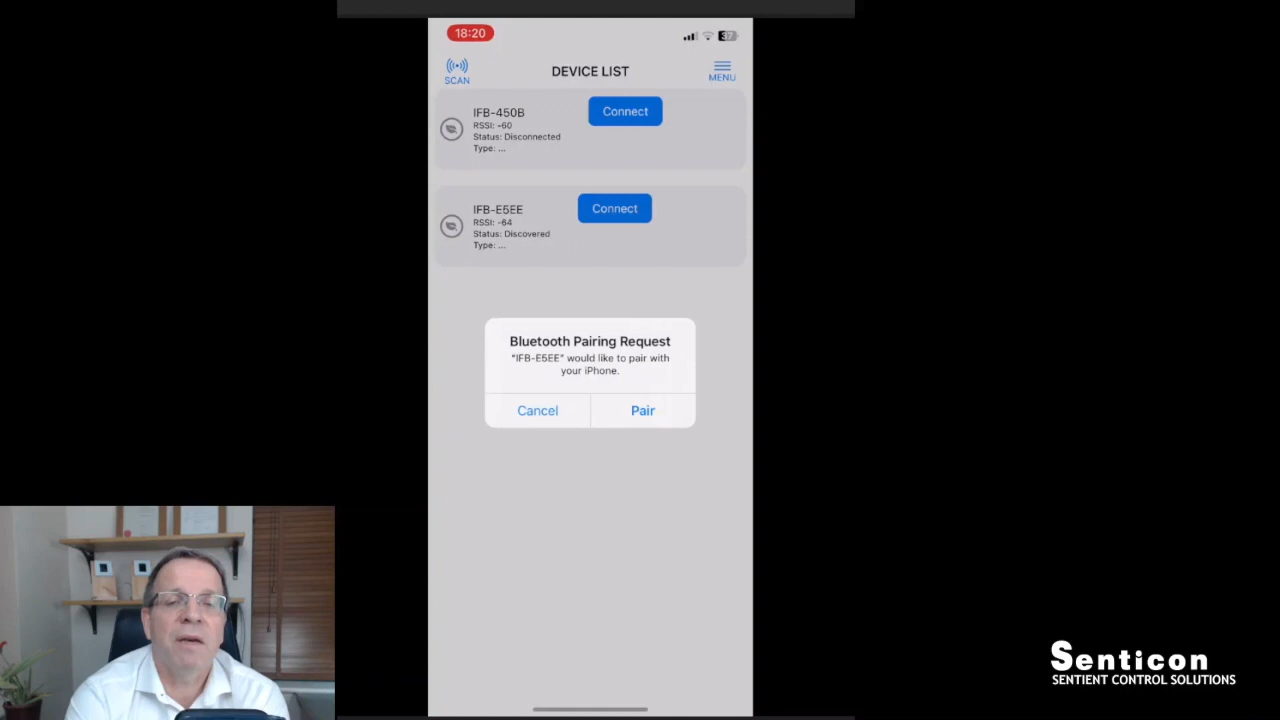 18:20
37
SCAN
DEVICE LIST
MENU
IFB-450B
RSSI: -60
Status: Disconnected
Type: ...
Connect
IFB-E5EE
RSSI: -64
Status: Discovered
Type: ...
Connect
Bluetooth Pairing Request
“IFB-E5EE” would like to pair with
your iPhone.
Cancel
Pair
Senticon
SENTIENT CONTROL SOLUTIONS